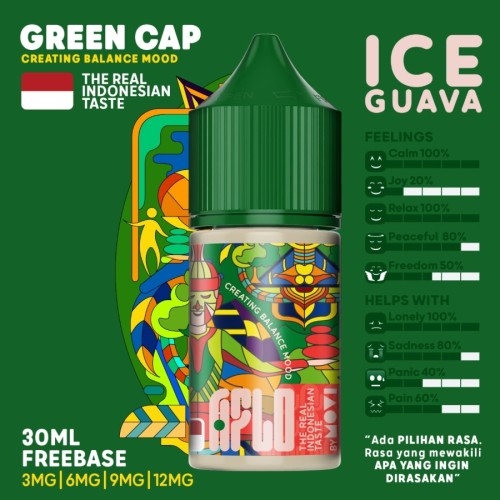 GREEN CAP
CREATING BALANCE MOOD
THE REAL
INDONESIAN
TASTE
ICE
GUAVA
FEELINGS
Calm 100%
Joy 20%
Relax 100%
Peaceful 80%
Freedom 50%
HELPS WITH
Lonely 100%
Sadness 80%
Panic 40%
Pain 60%
CREATING BALANCE MOOD
THE REAL
INDONESIAN
TASTE
BY MOVI
30ML
FREEBASE
3MG|6MG|9MG|12MG
"Ada PILIHAN RASA.
Rasa yang mewakili
APA YANG INGIN
DIRASAKAN"